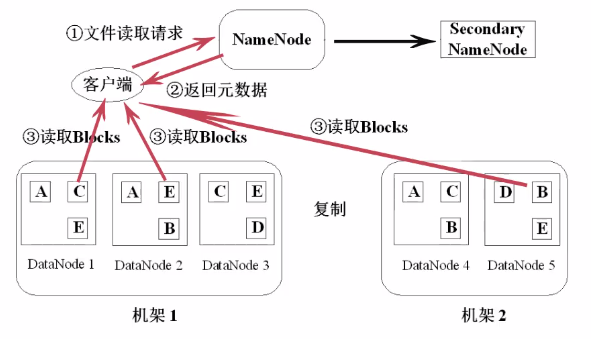 ①文件读取请求
NameNode
Secondary
NameNode
客户端
②返回元数据
③读取Blocks
③读取Blocks
③读取Blocks
A C
E
A E
B
C E
D
复制
A C
B
D B
E
DataNode 1
DataNode 2
DataNode 3
DataNode 4
DataNode 5
机架 1
机架 2